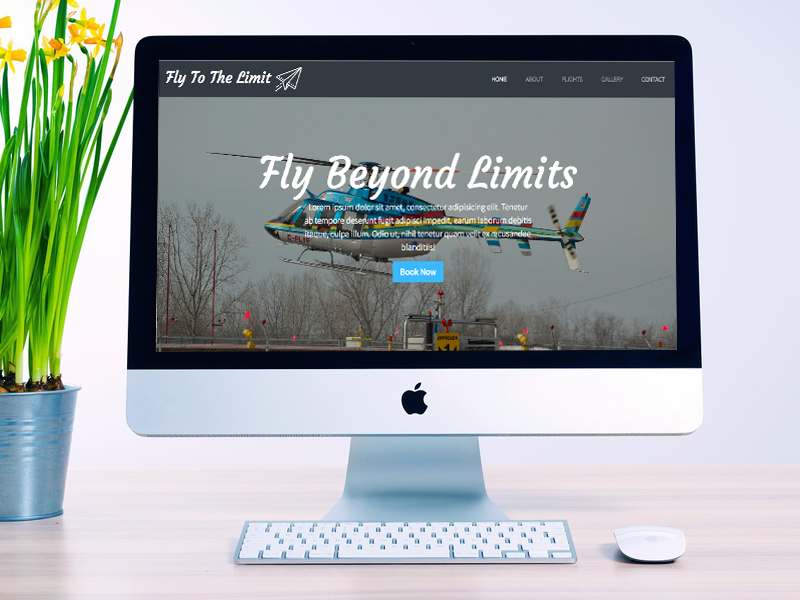 Fly To The Limit
HOME ABOUT FLIGHTS GALLERY CONTACT
Fly Beyond Limits
Lorem ipsum dolor sit amet, consectetur adipisicing elit. Tenetur
ab tempore deserunt fugit adipisci impedit, earum laborum debitis
itaque, culpa illum. Odio ut, nihil tenetur quam velit ex recusandae
blanditiis!
Book Now